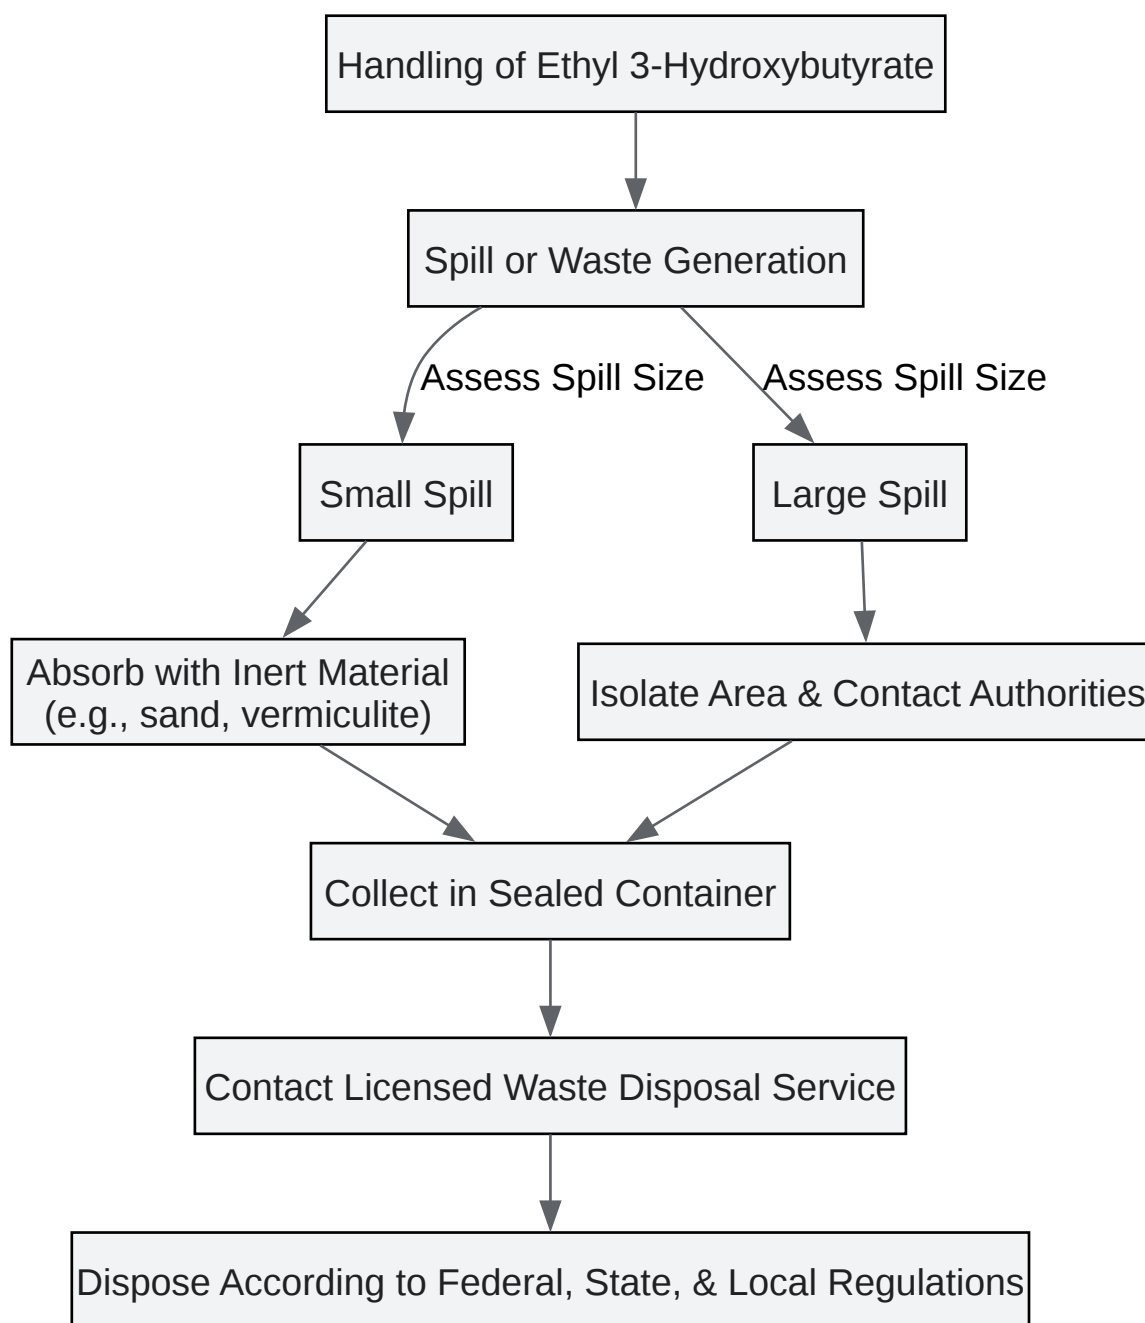 Handling of Ethyl 3-Hydroxybutyrate
Spill or Waste Generation
Assess Spill Size
Assess Spill Size
Small Spill
Large Spill
Absorb with Inert Material
(e.g., sand, vermiculite)
Isolate Area & Contact Authorities
Collect in Sealed Container
Contact Licensed Waste Disposal Service
Dispose According to Federal, State, & Local Regulations